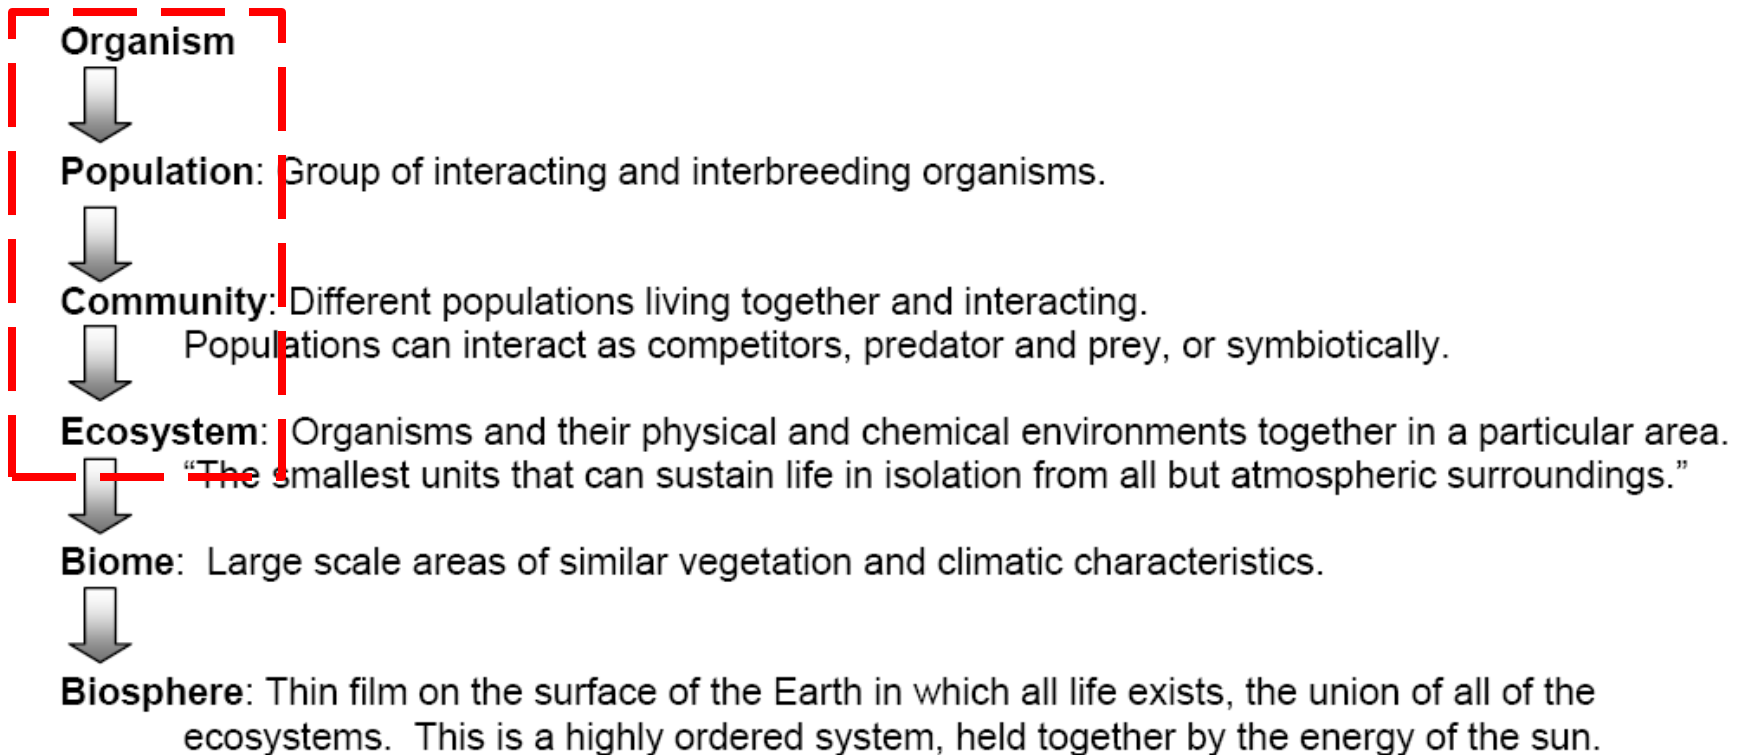 Organism
Population: Group of interacting and interbreeding organisms.
Community: Different populations living together and interacting.
Populations can interact as competitors, predator and prey, or symbiotically.
Ecosystem: Organisms and their physical and chemical environments together in a particular area.
“The smallest units that can sustain life in isolation from all but atmospheric surroundings.”
Biome: Large scale areas of similar vegetation and climatic characteristics.
Biosphere: Thin film on the surface of the Earth in which all life exists, the union of all of the
ecosystems. This is a highly ordered system, held together by the energy of the sun.